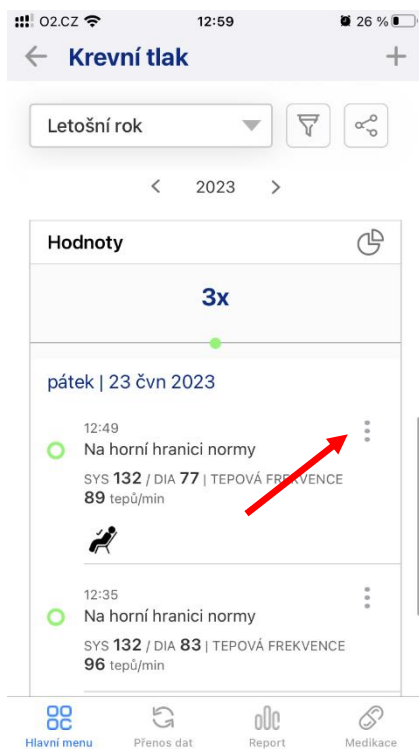 O2.CZ 12:59 26 %
Krevní tlak
Letošní rok
2023
Hodnoty
3x
pátek | 23 čvn 2023
12:49
Na horní hranici normy
SYS 132 / DIA 77 | TEPOVÁ FREKVENCE
89 tepů/min
12:35
Na horní hranici normy
SYS 132 / DIA 83 | TEPOVÁ FREKVENCE
96 tepů/min
Hlavní menu Přenos dat Report Medikace